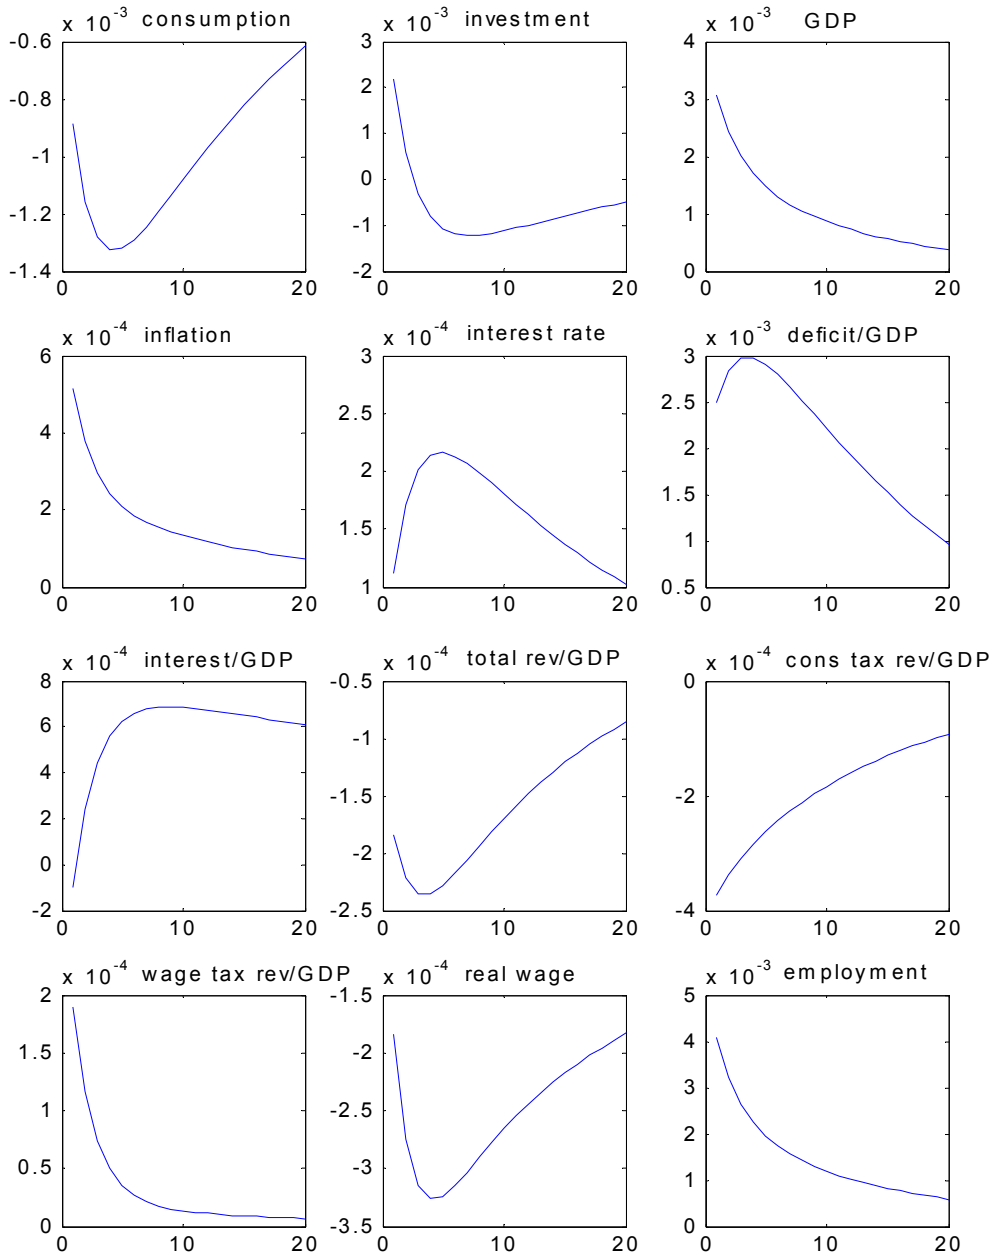 x 10^-3 consumption
-0.6
-0.8
-1
-1.2
-1.4
0 10 20
x 10^-3 investment
3
2
1
0
-1
-2
0 10 20
x 10^-3 GDP
4
3
2
1
0
0 10 20
x 10^-4 inflation
6
4
2
0
0 10 20
x 10^-4 interest rate
3
2.5
2
1.5
1
0 10 20
x 10^-3 deficit/GDP
3
2.5
2
1.5
1
0.5
0 10 20
x 10^-4 interest/GDP
8
6
4
2
0
-2
0 10 20
x 10^-4 total rev/GDP
-0.5
-1
-1.5
-2
-2.5
0 10 20
x 10^-4 cons tax rev/GDP
0
-2
-4
0 10 20
x 10^-4 wage tax rev/GDP
2
1.5
1
0.5
0
0 10 20
x 10^-4 real wage
-1.5
-2
-2.5
-3
-3.5
0 10 20
x 10^-3 employment
5
4
3
2
1
0
0 10 20